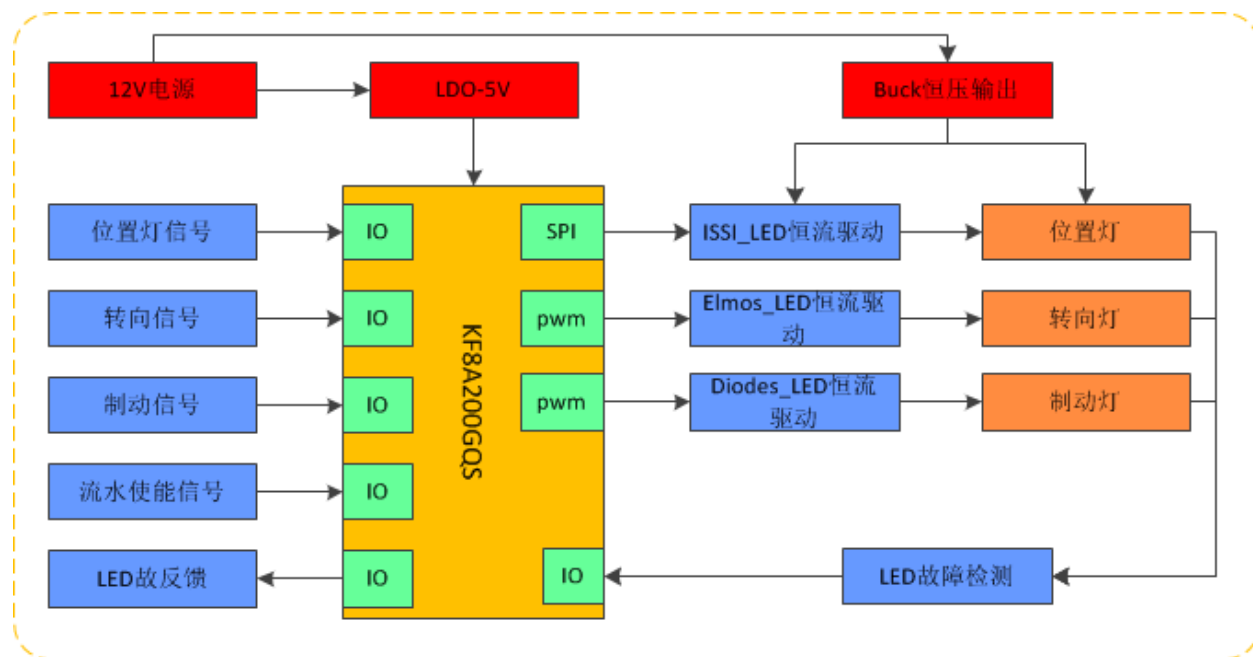 12V电源
LDO-5V
Buck恒压输出
位置灯信号
IO
SPI
ISSI_LED恒流驱动
位置灯
转向信号
IO
pwm
Elmos_LED恒流驱
动
转向灯
KF8A200GQS
制动信号
IO
pwm
Diodes_LED恒流
驱动
制动灯
流水使能信号
IO
LED故反馈
IO
IO
LED故障检测